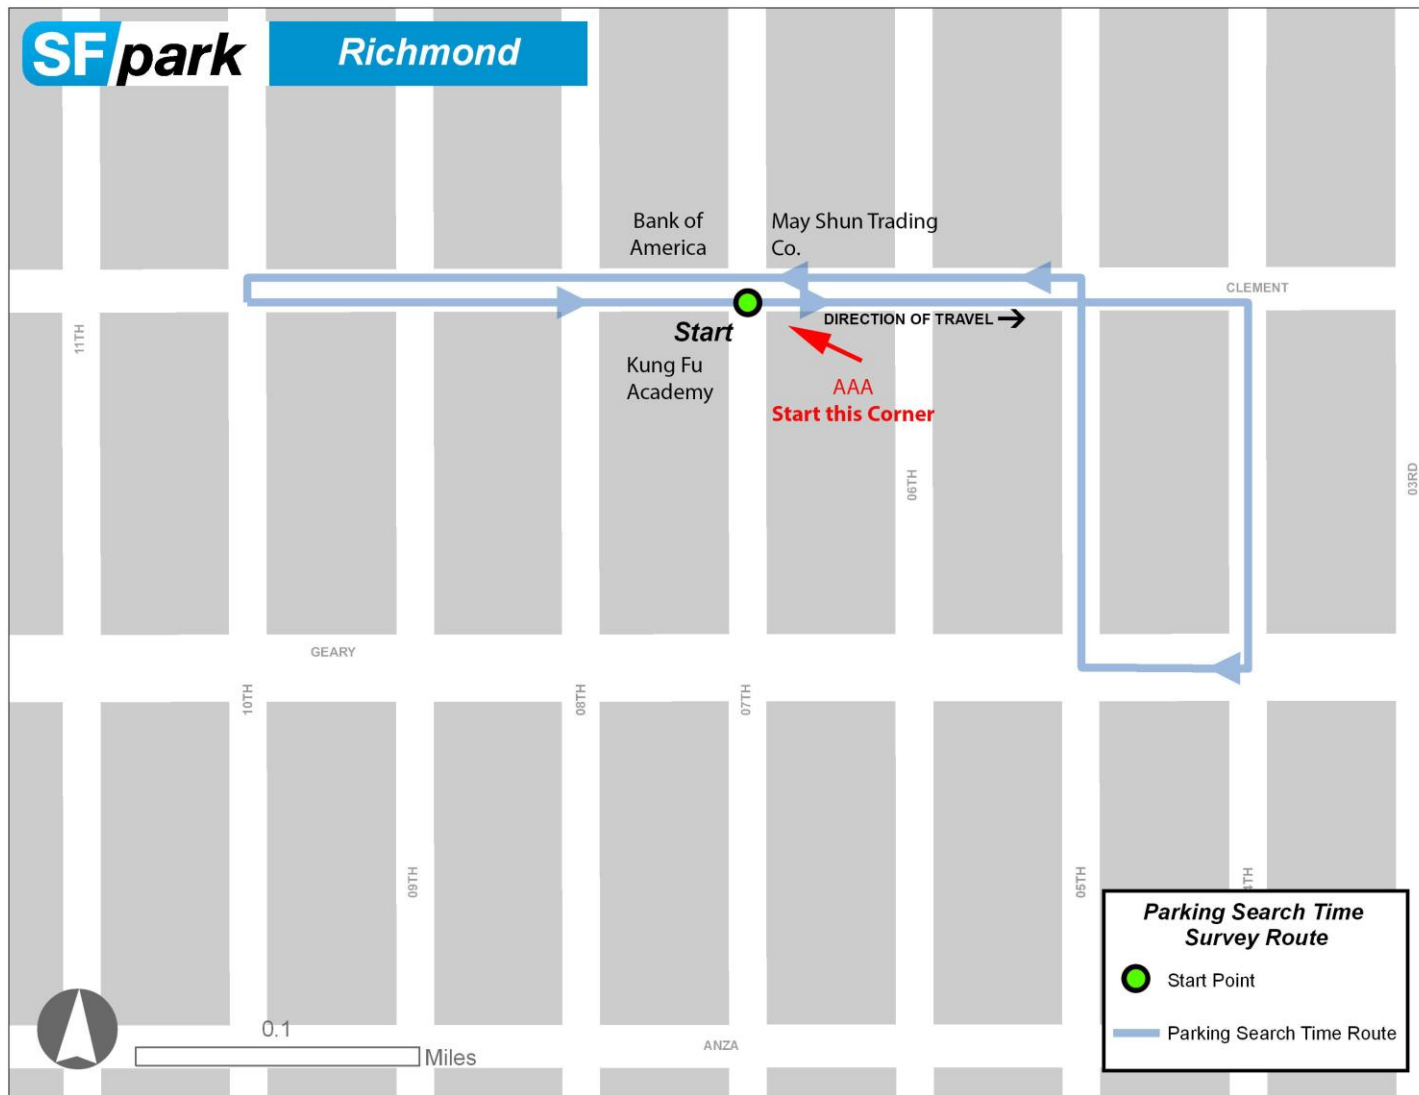 SFpark
Richmond
Bank of
America
May Shun Trading
Co.
CLEMENT
DIRECTION OF TRAVEL
Start
11TH
Kung Fu
Academy
AAA
Start this Corner
06TH
03RD
GEARY
10TH
08TH
07TH
09TH
05TH
4TH
Parking Search Time
Survey Route
Start Point
Parking Search Time Route
0.1
Miles
ANZA